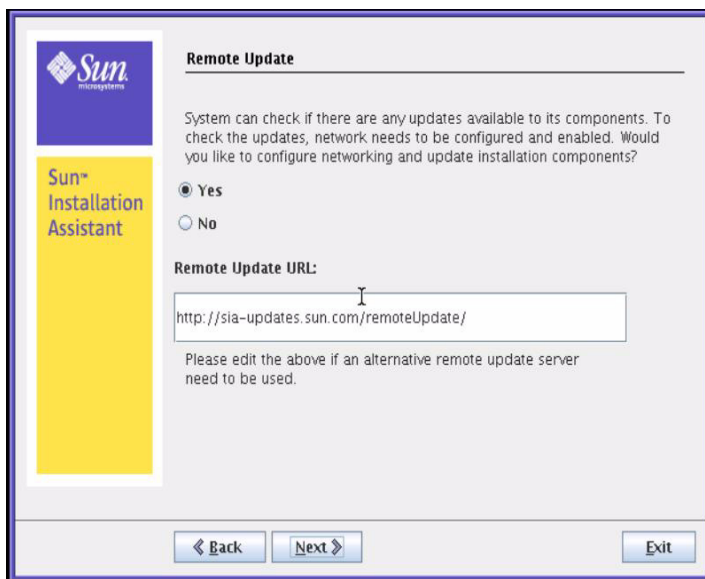 Sun
microsystems
Sun™
Installation
Assistant
Remote Update
System can check if there are any updates available to its components. To
check the updates, network needs to be configured and enabled. Would
you like to configure networking and update installation components?
Yes
No
Remote Update URL:
http://sia-updates.sun.com/remoteUpdate/
Please edit the above if an alternative remote update server
need to be used.
Back
Next
Exit